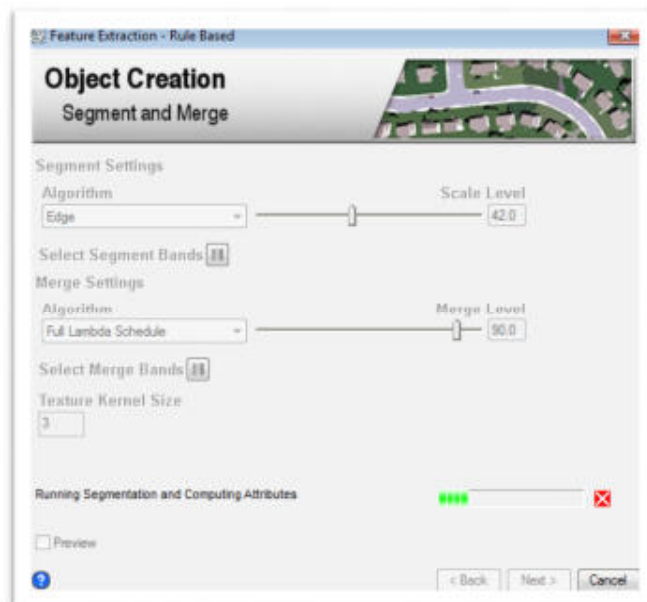 Feature Extraction - Rule Based
Object Creation
Segment and Merge
Segment Settings
Algorithm Scale Level
Edge 42.0
Select Segment Bands
Merge Settings
Algorithm Merge Level
Full Lambda Schedule 90.0
Select Merge Bands
Texture Kernel Size
3
Running Segmentation and Computing Attributes
Preview
? < Back Next > Cancel